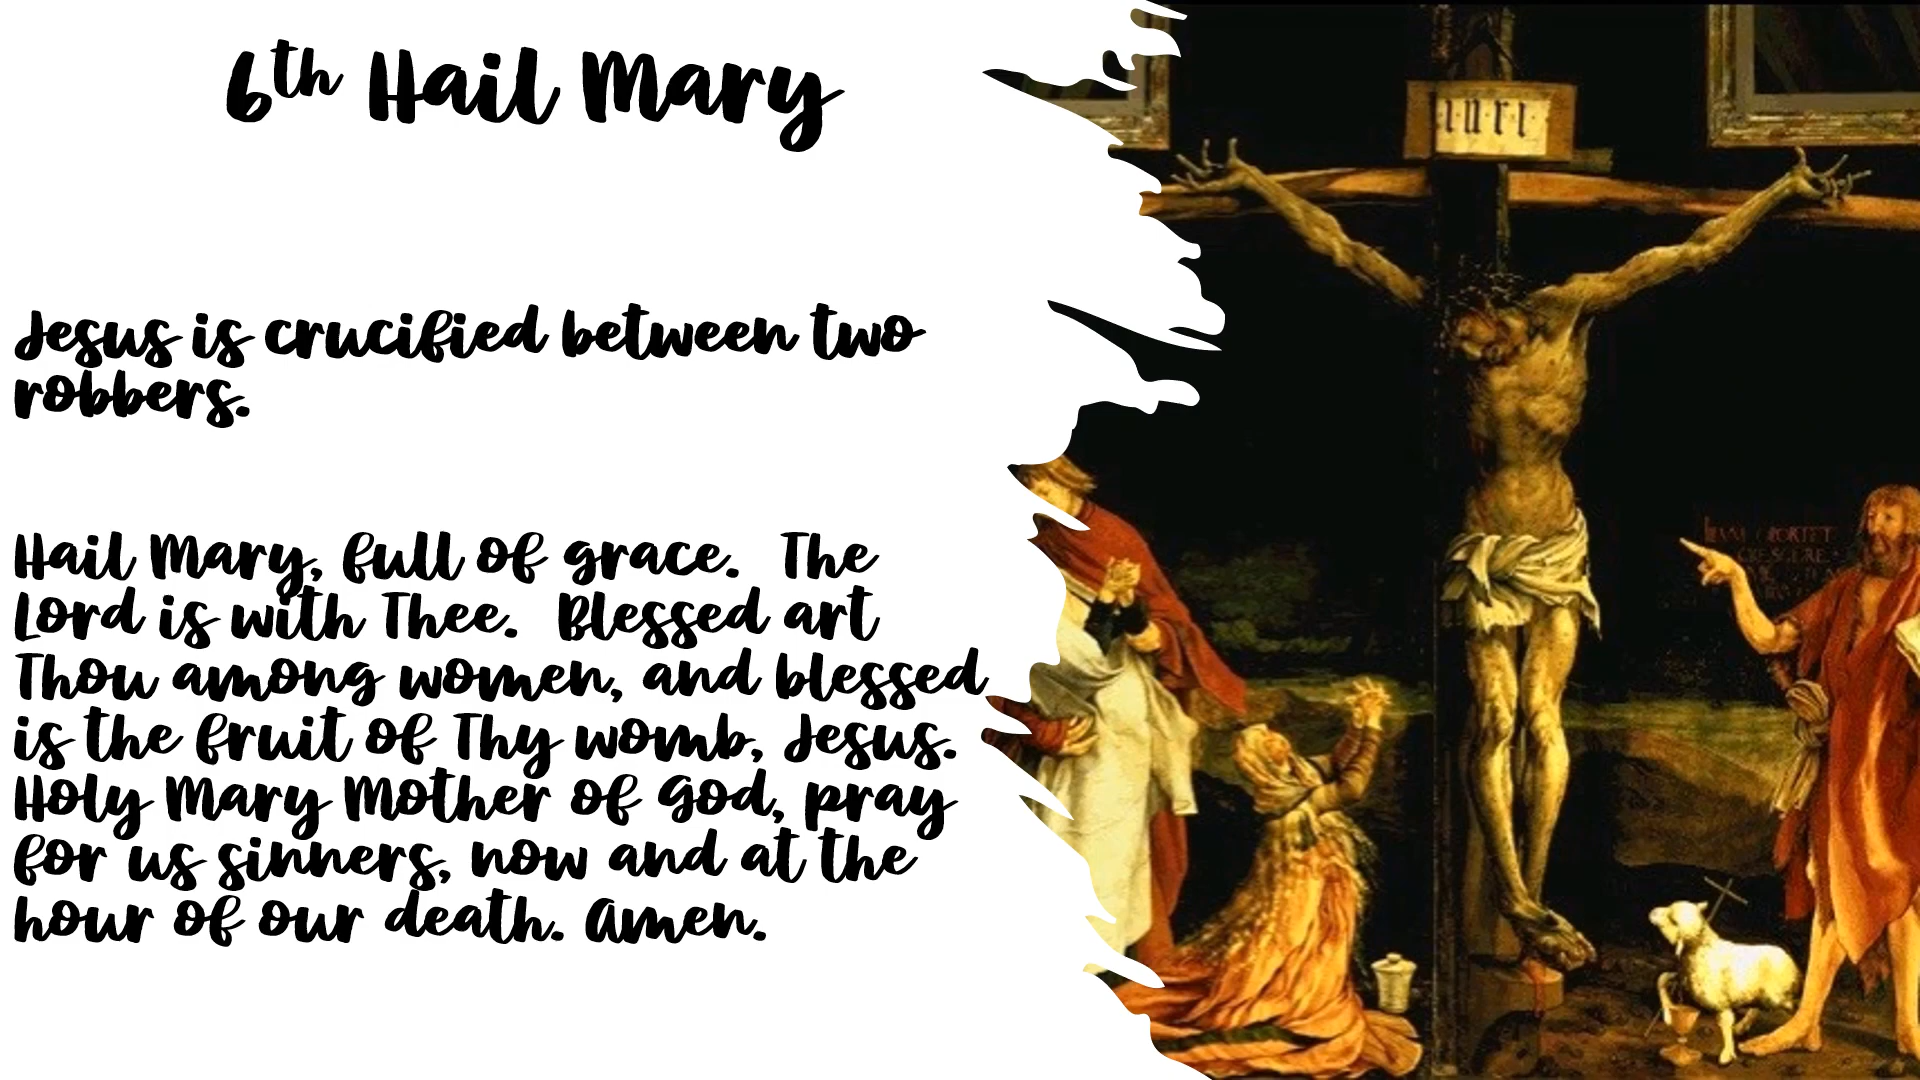 6th Hail Mary
Jesus is crucified between two
robbers.
Hail Mary, full of grace.  The
Lord is with Thee.  Blessed art
Thou among women, and blessed
is the fruit of Thy womb, Jesus.
Holy Mary Mother of God, pray
for us sinners, now and at the
hour of our death. Amen.
INRI
OPORTET
CRESCERE